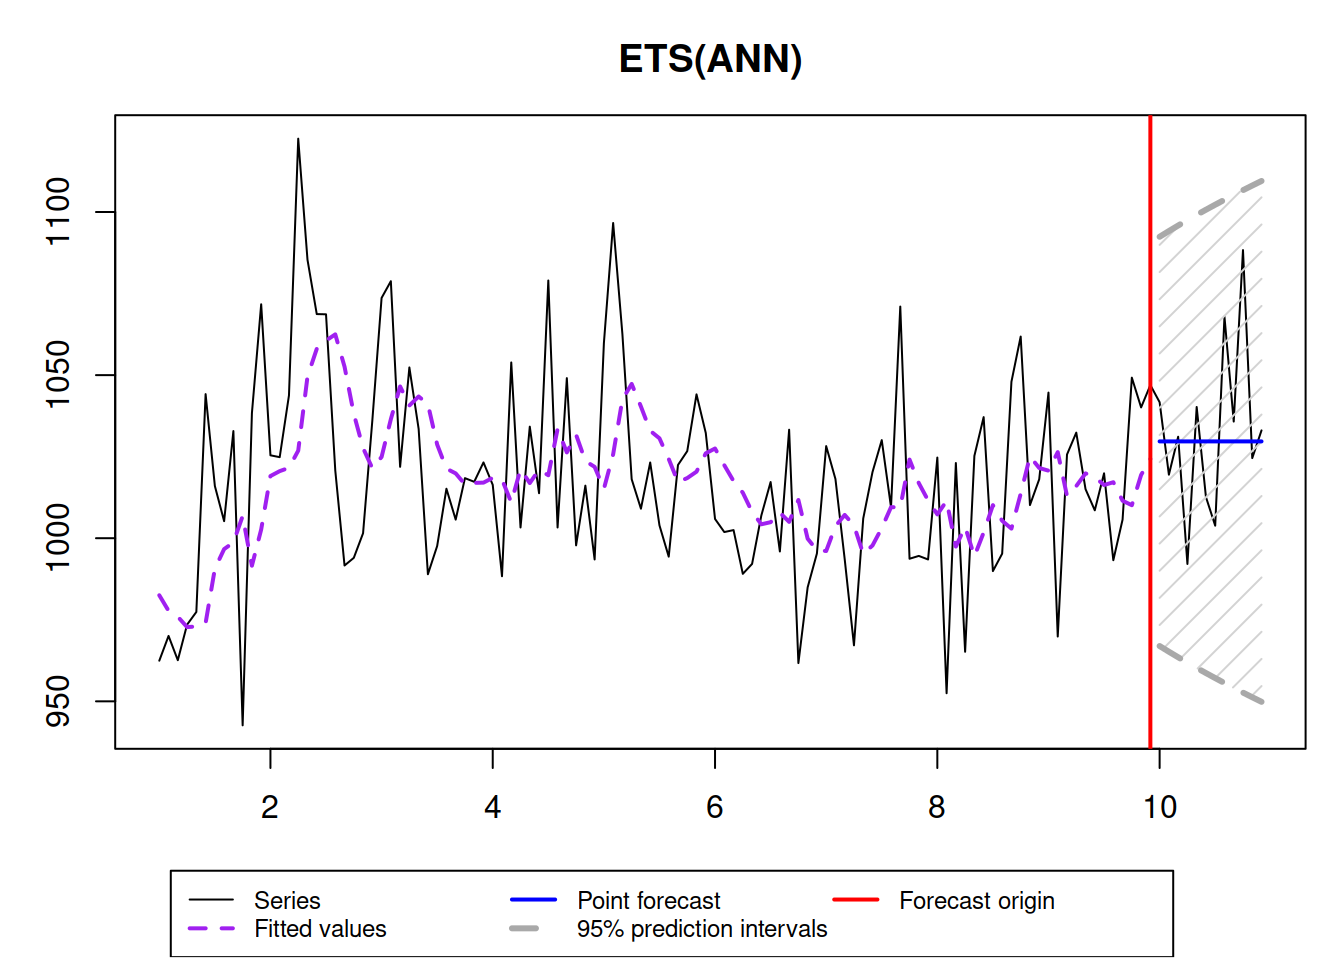 ETS(ANN)
1100
1050
1000
950
2 4 6 8 10
Series Point forecast Forecast origin
Fitted values 95% prediction intervals